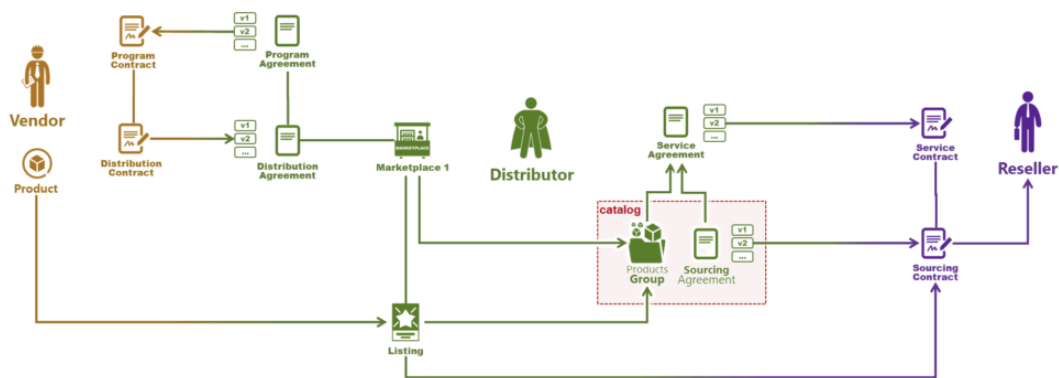 v1
v2
...
Program
Contract
Program
Agreement
Vendor
v1
v2
...
Distribution
Contract
Distribution
Agreement
MARKETPLACE
Marketplace 1
Product
Distributor
v1
v2
...
Service
Agreement
Service
Contract
Reseller
catalog
Products
Group
Sourcing
Agreement
v1
v2
...
Sourcing
Contract
Listing